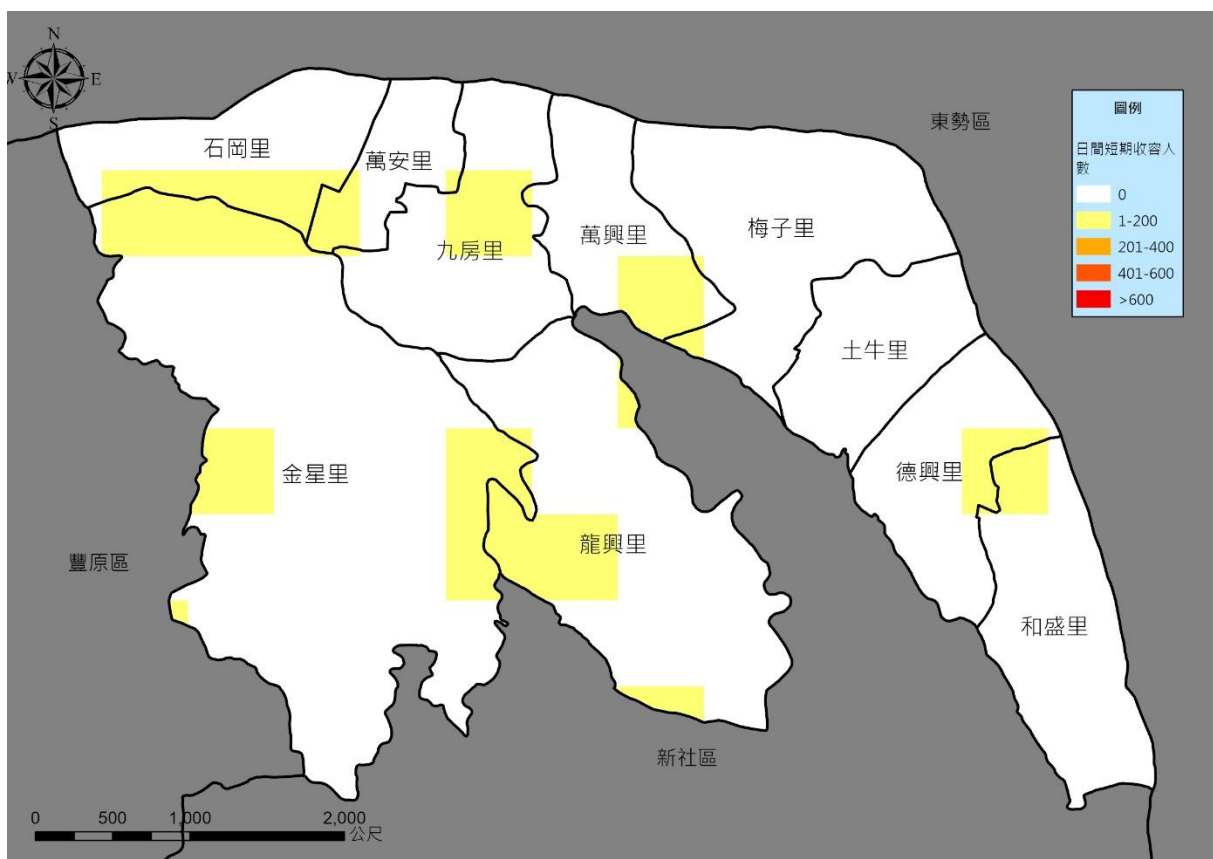 N
W
E
S
東勢區
圖例
日間短期收容人
數
0
1-200
201-400
401-600
>600
石岡里
萬安里
九房里
萬興里
梅子里
土牛里
金星里
龍興里
德興里
和盛里
豐原區
新社區
0 500 1,000 2,000
公尺